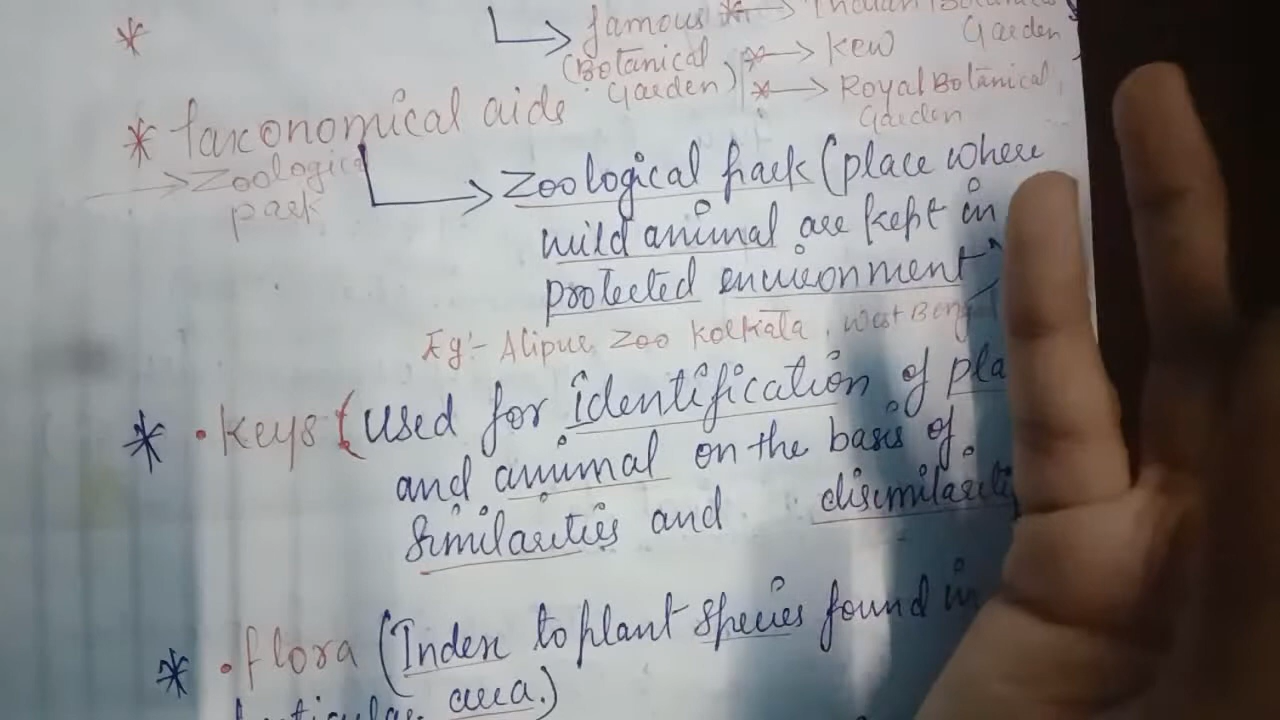 famous * → Indian Botanical
(Botanical Garden
Garden) * → Kew
* → Royal Botanical
Garden
* Taxonomical aids
→ Zoological
park
→ Zoological park (place where
wild animal are kept in
protected environment
Eg:- Alipur Zoo Kolkata, West Beng
* • Keys (used for identification of pla
and animal on the basis of
Similarities and disimilariti
* • flora (Index to plant species found in
particular area.)